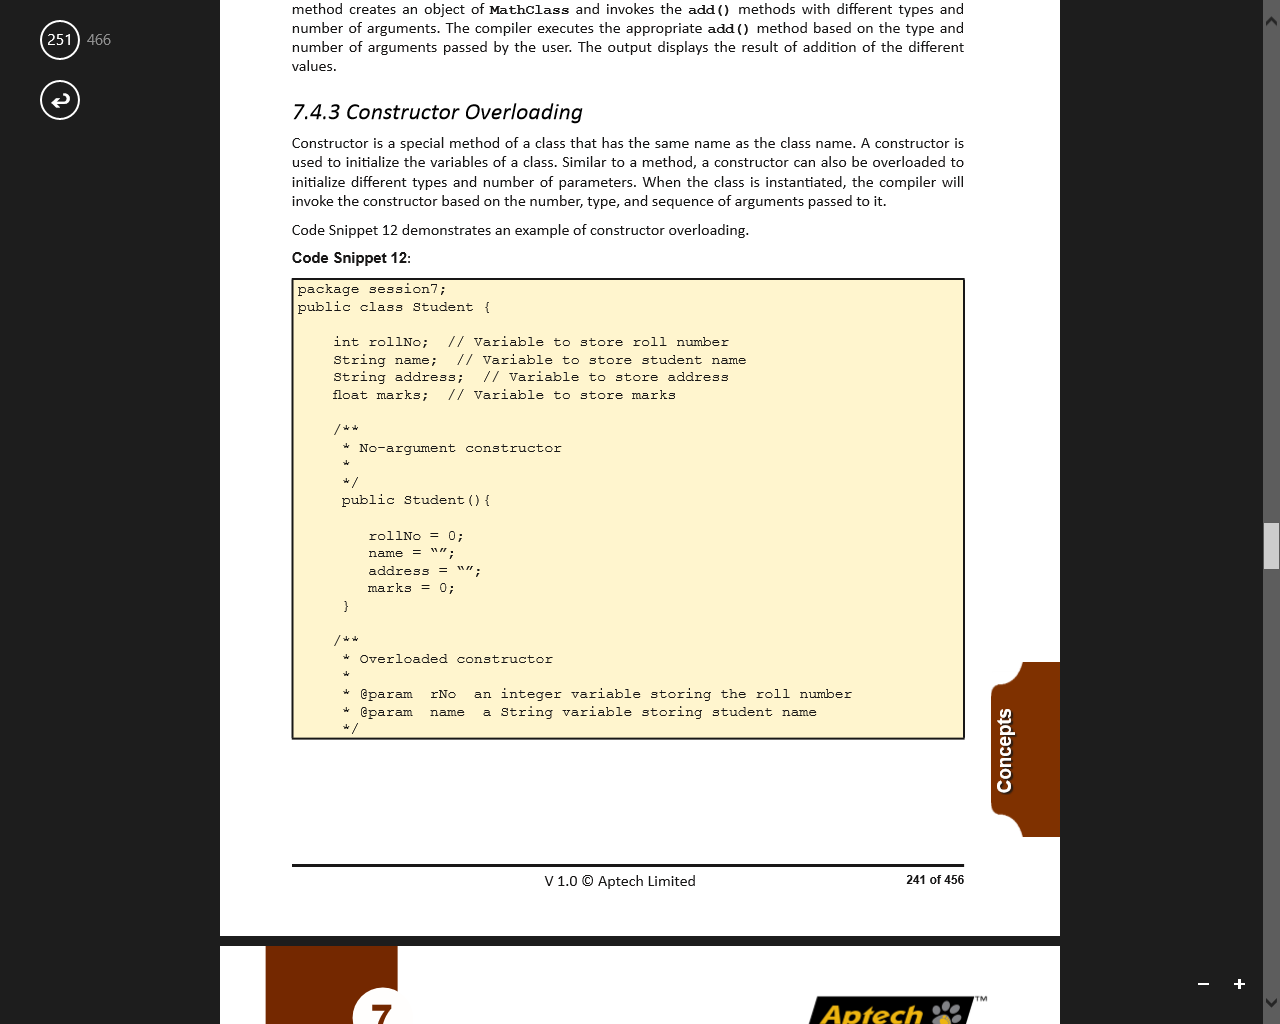 251 466
method creates an object of MathClass and invokes the add() methods with different types and
number of arguments. The compiler executes the appropriate add() method based on the type and
number of arguments passed by the user. The output displays the result of addition of the different
values.
7.4.3 Constructor Overloading
Constructor is a special method of a class that has the same name as the class name. A constructor is
used to initialize the variables of a class. Similar to a method, a constructor can also be overloaded to
initialize different types and number of parameters. When the class is instantiated, the compiler will
invoke the constructor based on the number, type, and sequence of arguments passed to it.
Code Snippet 12 demonstrates an example of constructor overloading.
Code Snippet 12:
package session7;
public class Student {
int rollNo;  // Variable to store roll number
String name;  // Variable to store student name
String address;  // Variable to store address
float marks;  // Variable to store marks
/**
* No-argument constructor
*
*/
public Student(){
rollNo = 0;
name = “”;
address = “”;
marks = 0;
}
/**
* Overloaded constructor
*
* @param  rNo  an integer variable storing the roll number
* @param  name  a String variable storing student name
*/
Concepts
V 1.0 © Aptech Limited
241 of 456
7
Aptech ™